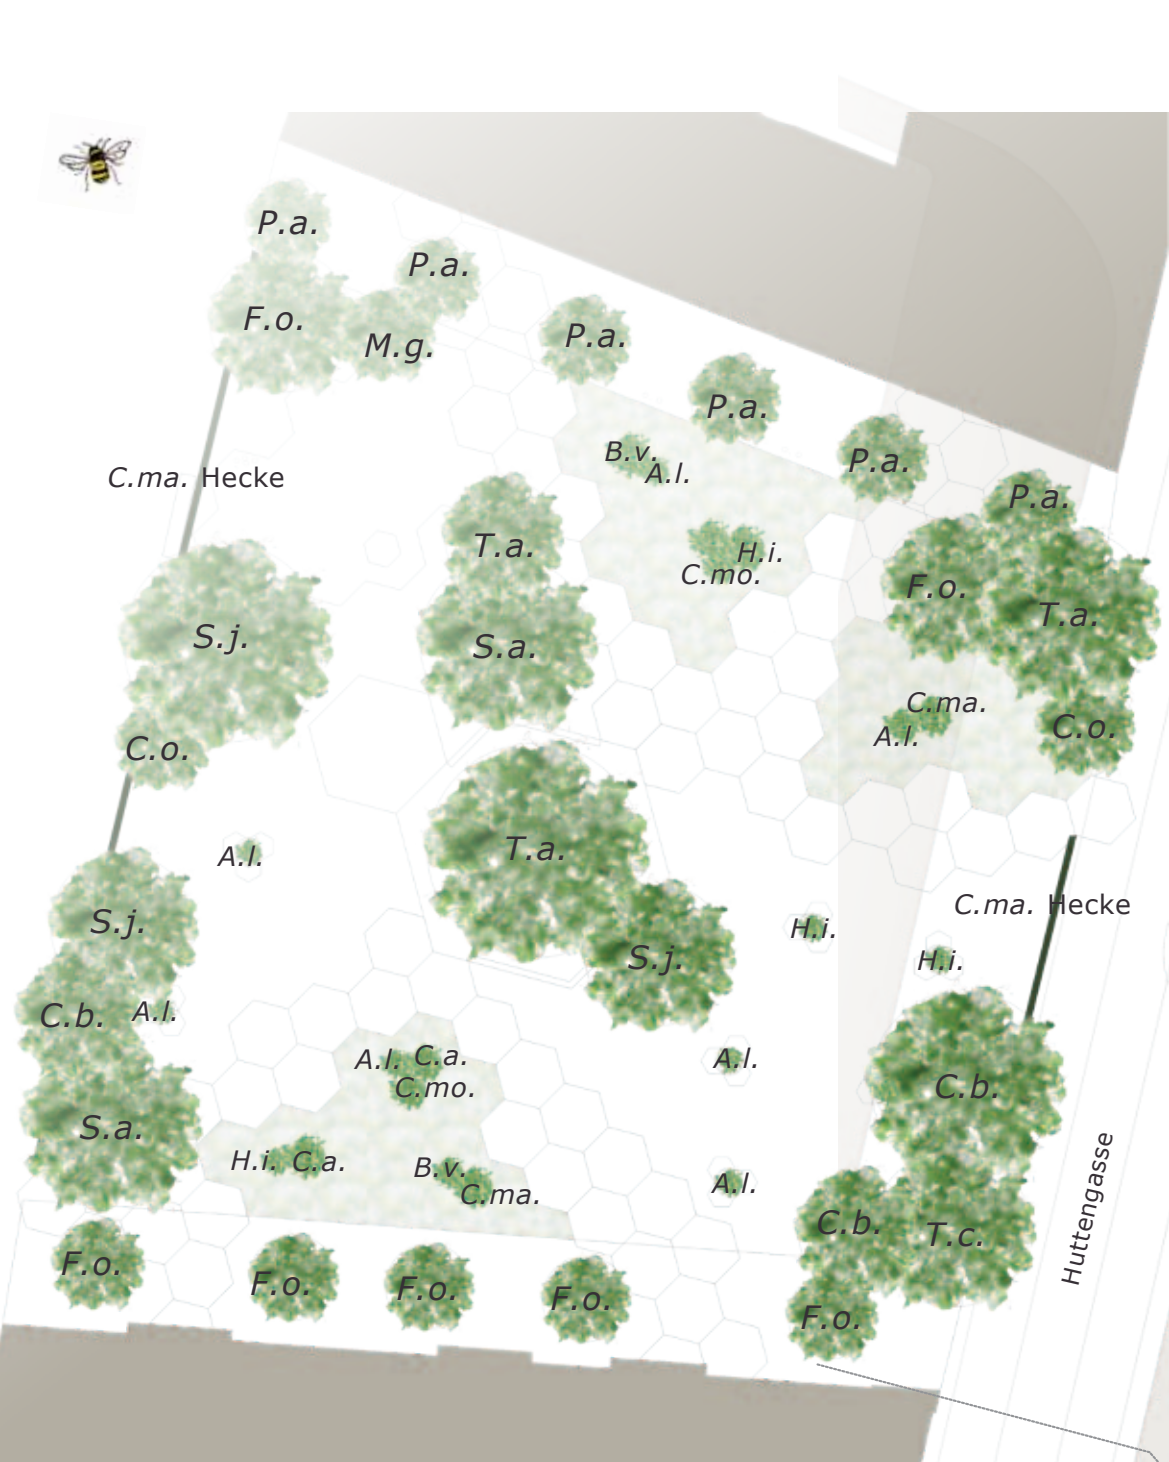 P.a.
P.a.
F.o.
M.g.
P.a.
P.a.
B.v.
A.l.
P.a.
C.ma. Hecke
P.a.
T.a.
H.i.
C.mo.
F.o.
T.a.
S.j.
S.a.
C.ma.
A.l.
C.o.
C.o.
A.l.
T.a.
C.ma. Hecke
S.j.
H.i.
S.j.
H.i.
C.b.
A.l.
A.l. C.a.
C.mo.
A.l.
C.b.
S.a.
H.i. C.a.
B.v.
C.ma.
A.l.
Huttengasse
C.b.
T.c.
F.o.
F.o.
F.o.
F.o.
F.o.